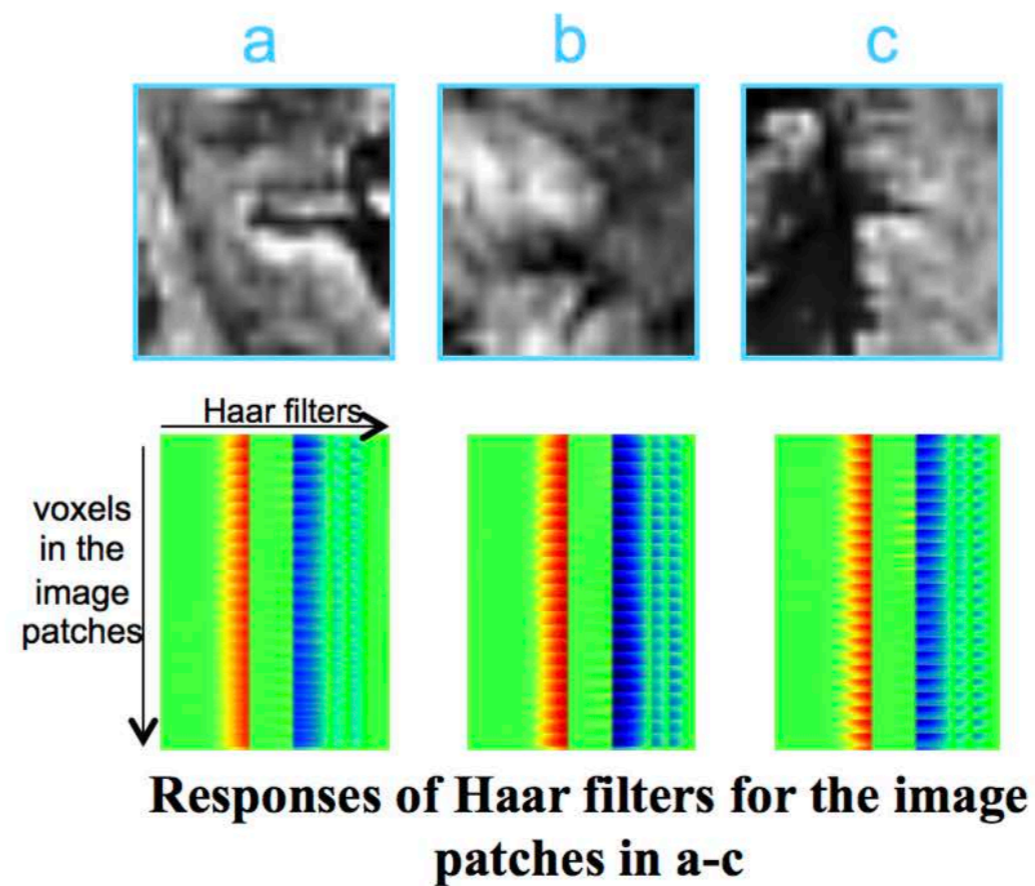 a b c
Haar filters
voxels
in the
image
patches
Responses of Haar filters for the image
patches in a-c